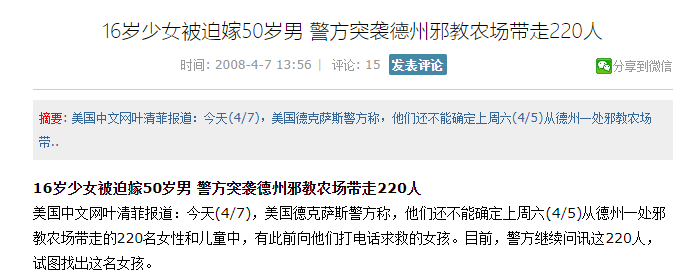 16岁少女被迫嫁50岁男 警方突袭德州邪教农场带走220人
时间: 2008-4-7 13:56 | 评论: 15 发表评论
分享到微信
摘要: 美国中文网叶清菲报道：今天(4/7)，美国德克萨斯警方称，他们还不能确定上周六(4/5)从德州一处邪教农场
带..
16岁少女被迫嫁50岁男 警方突袭德州邪教农场带走220人
美国中文网叶清菲报道：今天(4/7)，美国德克萨斯警方称，他们还不能确定上周六(4/5)从德州一处邪
教农场带走的220名女性和儿童中，有此前向他们打电话求救的女孩。目前，警方继续问讯这220人，
试图找出这名女孩。